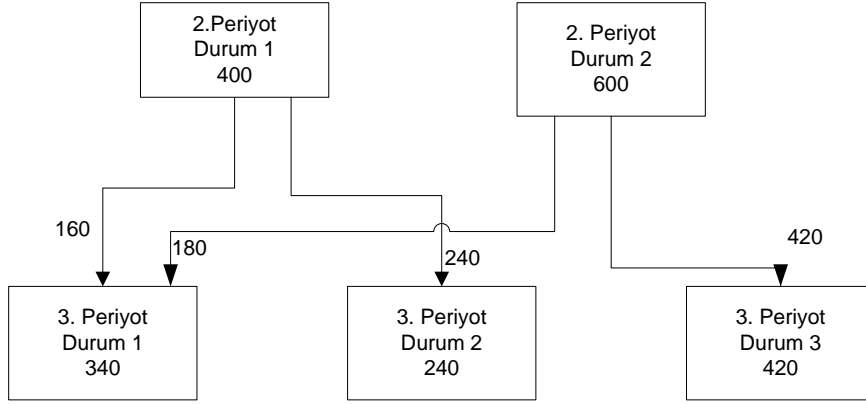 2.Periyot
Durum 1
400
2. Periyot
Durum 2
600
160
180
240
420
3. Periyot
Durum 1
340
3. Periyot
Durum 2
240
3. Periyot
Durum 3
420